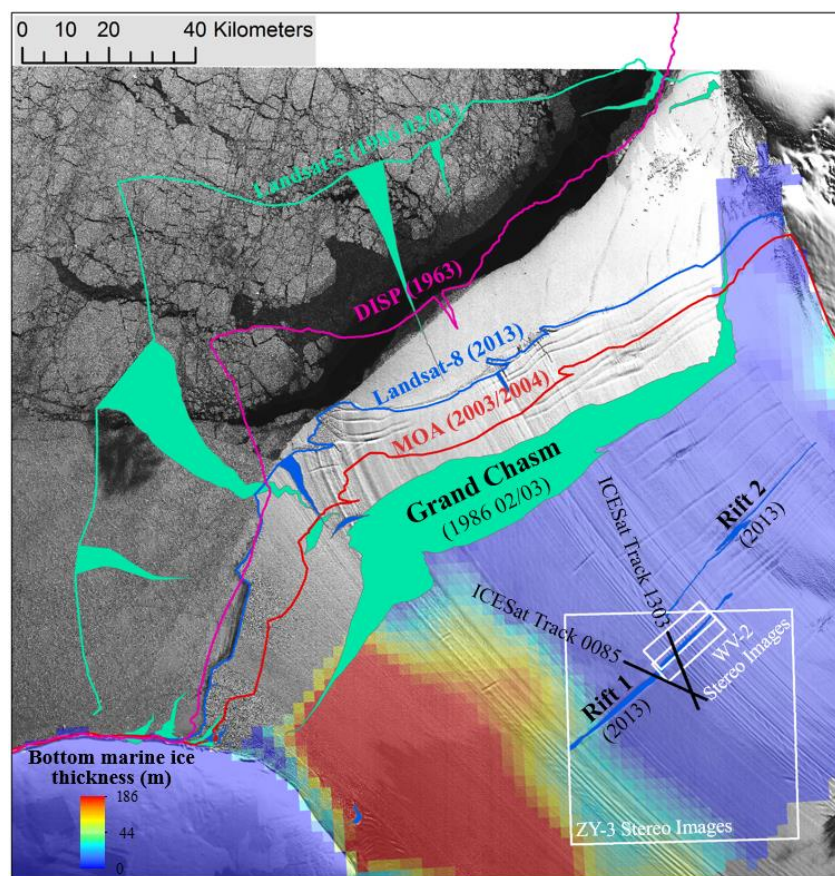 0 10 20 40 Kilometers
Landsat-5 (1986 02/03)
DISP (1963)
Landsat-8 (2013)
MOA (2003/2004)
Grand Chasm
(1986 02/03)
ICESat Track 1303
Rift 2
(2013)
ICESat Track 0085
WV-2
Stereo Images
Rift 1
(2013)
Bottom marine ice
thickness (m)
186
44
0
ZY-3 Stereo Images